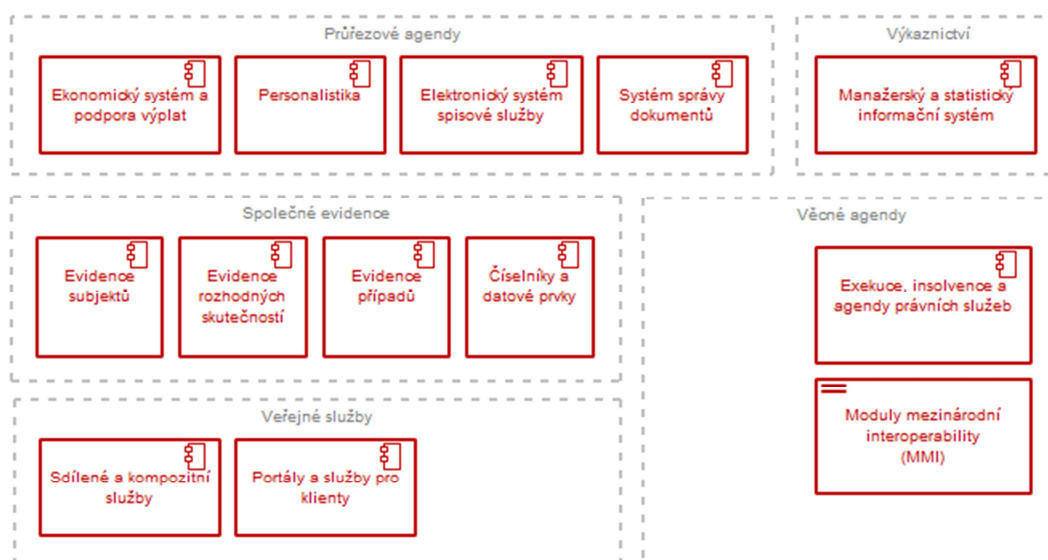 Průřezové agendy
Ekonomický systém a
podpora výplat
Personalistika
Elektronický systém
spisové služby
Systém správy
dokumentů
Výkaznictví
Manažerský a statistický
informační systém
Společné evidence
Evidence
subjektů
Evidence
rozhodných
skutečností
Evidence
případů
Číselníky a
datové prvky
Věcné agendy
Exekuce, insolvence a
agendy právních služeb
Moduly mezinárodní
interoperability
(MMI)
Veřejné služby
Sdílené a kompozitní
služby
Portály a služby pro
klienty